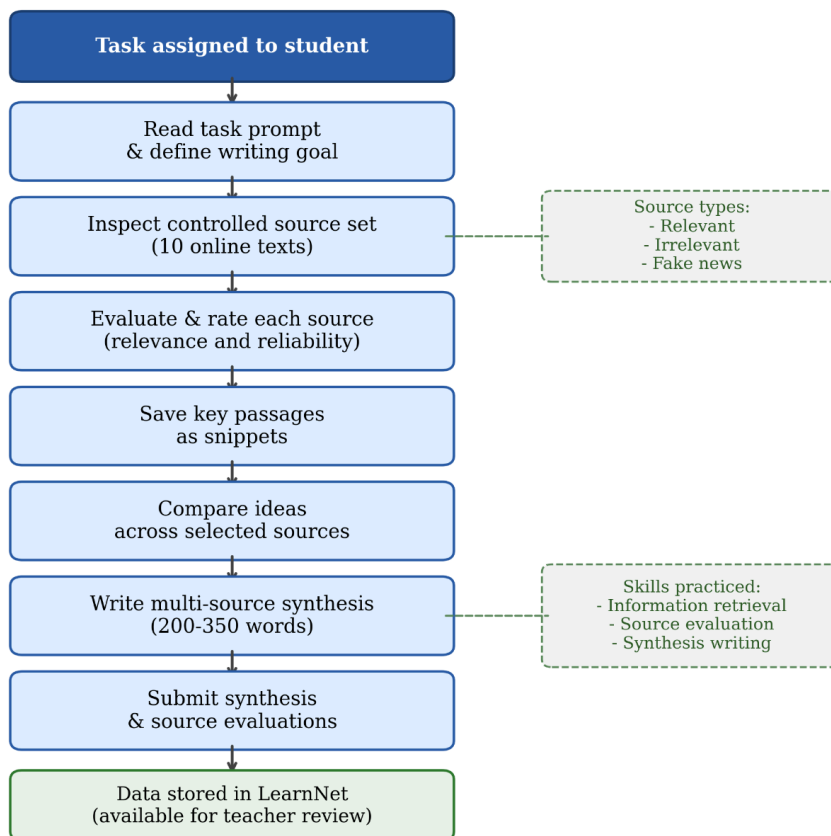 Task assigned to student
Read task prompt
& define writing goal
Inspect controlled source set
(10 online texts)
Source types:
- Relevant
- Irrelevant
- Fake news
Evaluate & rate each source
(relevance and reliability)
Save key passages
as snippets
Compare ideas
across selected sources
Write multi-source synthesis
(200-350 words)
Skills practiced:
- Information retrieval
- Source evaluation
- Synthesis writing
Submit synthesis
& source evaluations
Data stored in LearnNet
(available for teacher review)